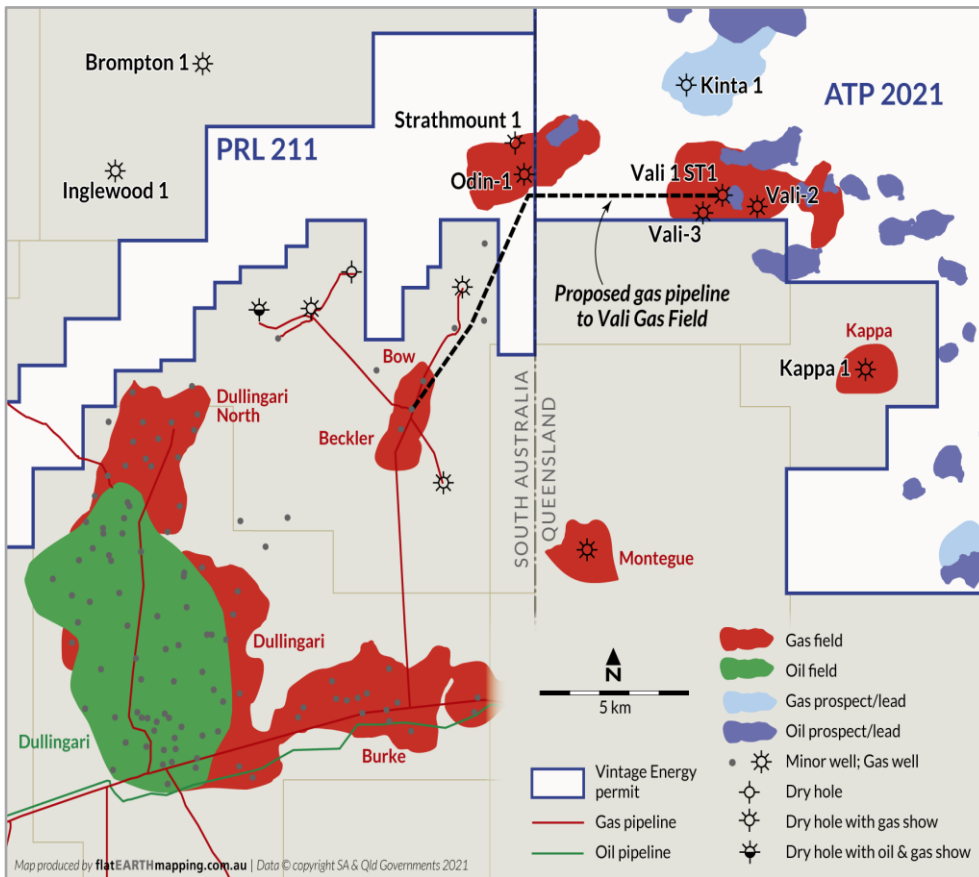 Brompton 1
Kinta 1
ATP 2021
Strathmount 1
PRL 211
Inglewood 1
Odin-1
Vali 1 ST1
Vali-2
Vali-3
Proposed gas pipeline
to Vali Gas Field
Bow
Kappa
Kappa 1
Dullingari
North
Beckler
SOUTH AUSTRALIA
QUEENSLAND
Montegue
Dullingari
Dullingari
Burke
N
5 km
Gas field
Oil field
Gas prospect/lead
Oil prospect/lead
Minor well; Gas well
Dry hole
Dry hole with gas show
Dry hole with oil & gas show
Vintage Energy
permit
Gas pipeline
Oil pipeline
Map produced by flatEARTHmapping.com.au | Data © copyright SA & Qld Governments 2021